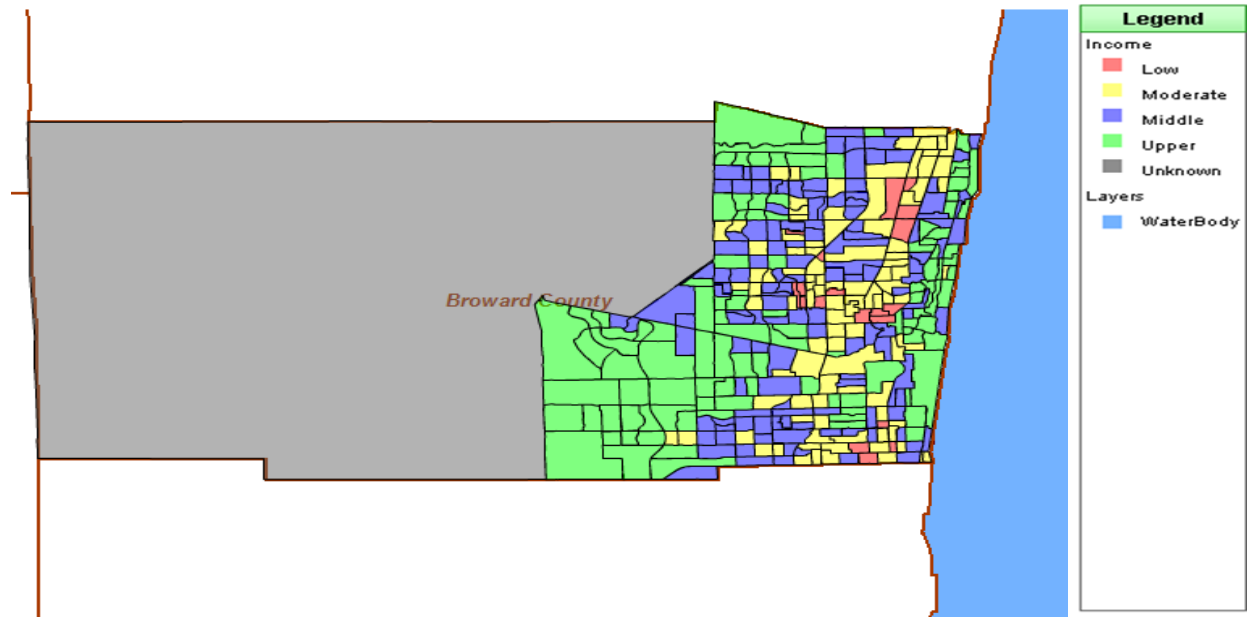 Legend
Income
Low
Moderate
Middle
Upper
Unknown
Layers
WaterBody
Broward County